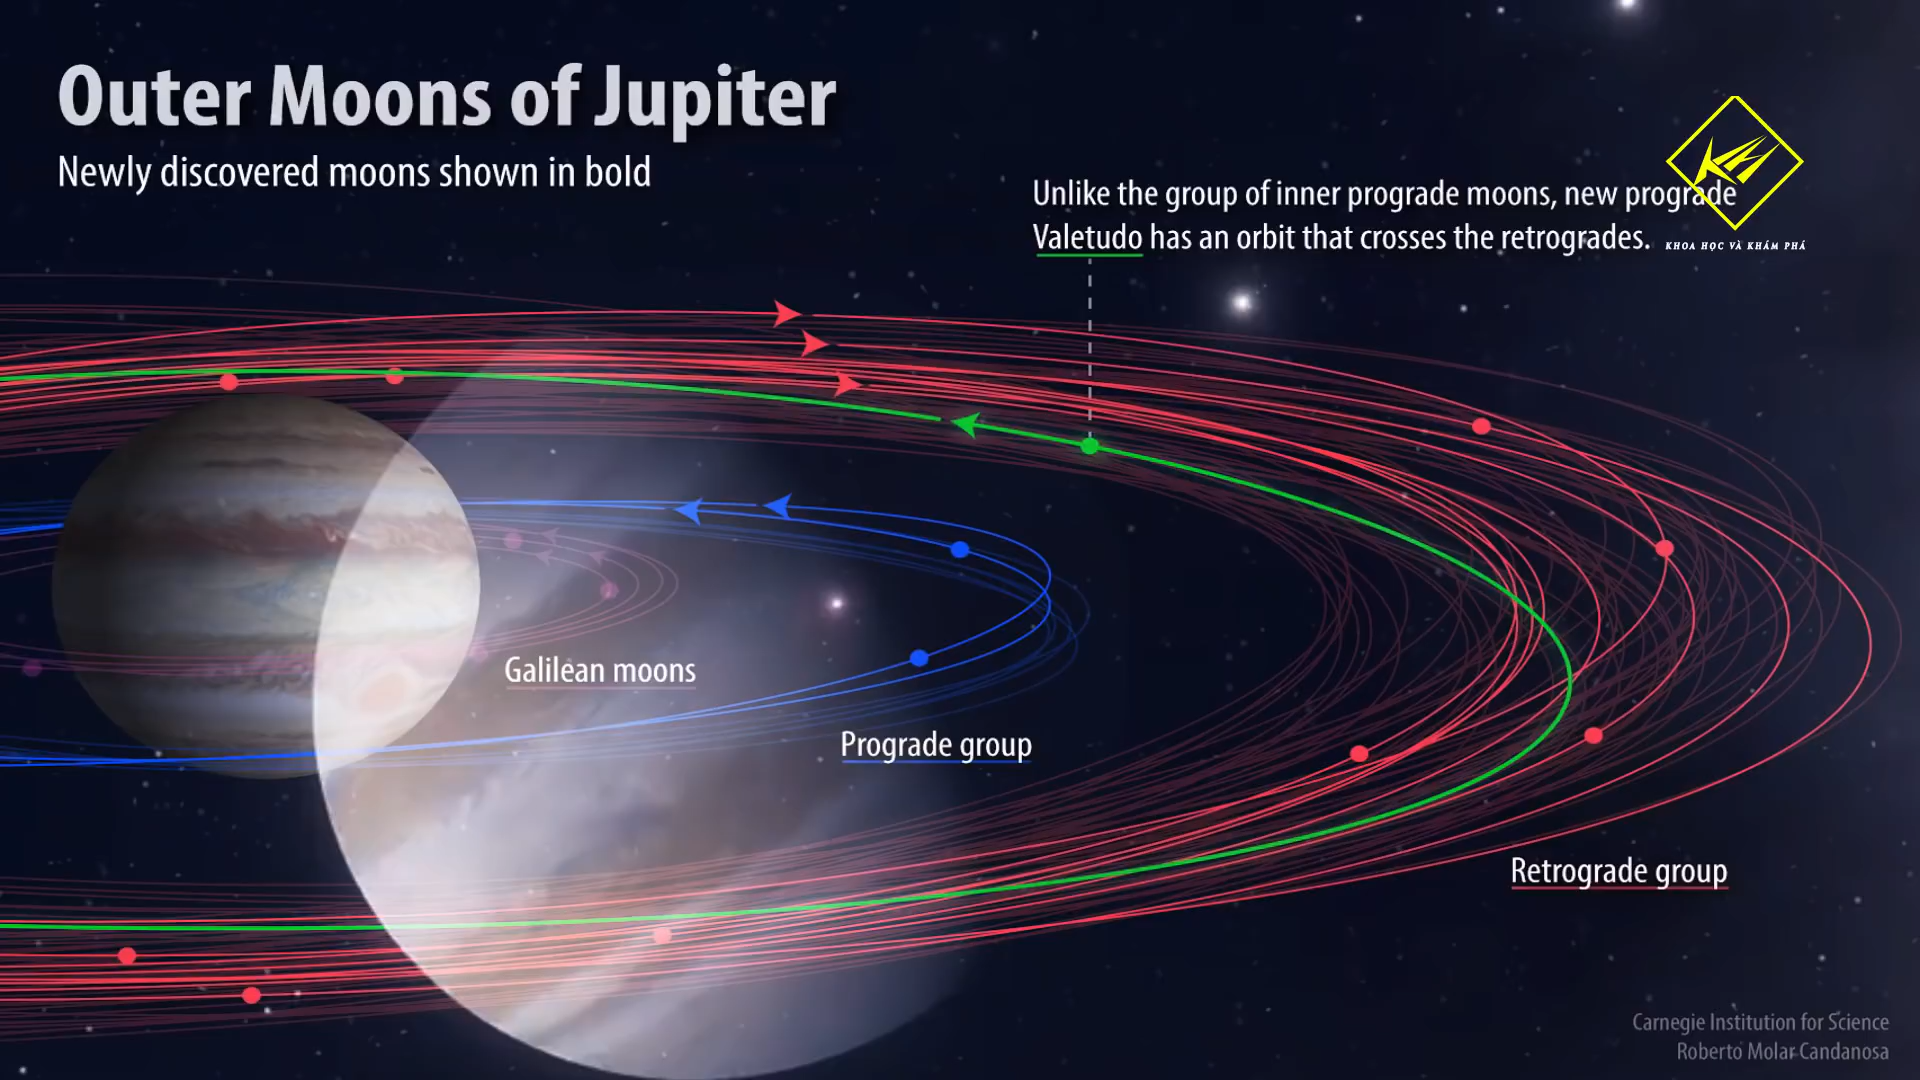 Outer Moons of Jupiter
Newly discovered moons shown in bold
Unlike the group of inner prograde moons, new prograde
Valetudo has an orbit that crosses the retrogrades.
KHOA HỌC VÀ KHÁM PHÁ
Galilean moons
Prograde group
Retrograde group
Carnegie Institution for Science
Roberto Molar Candanosa